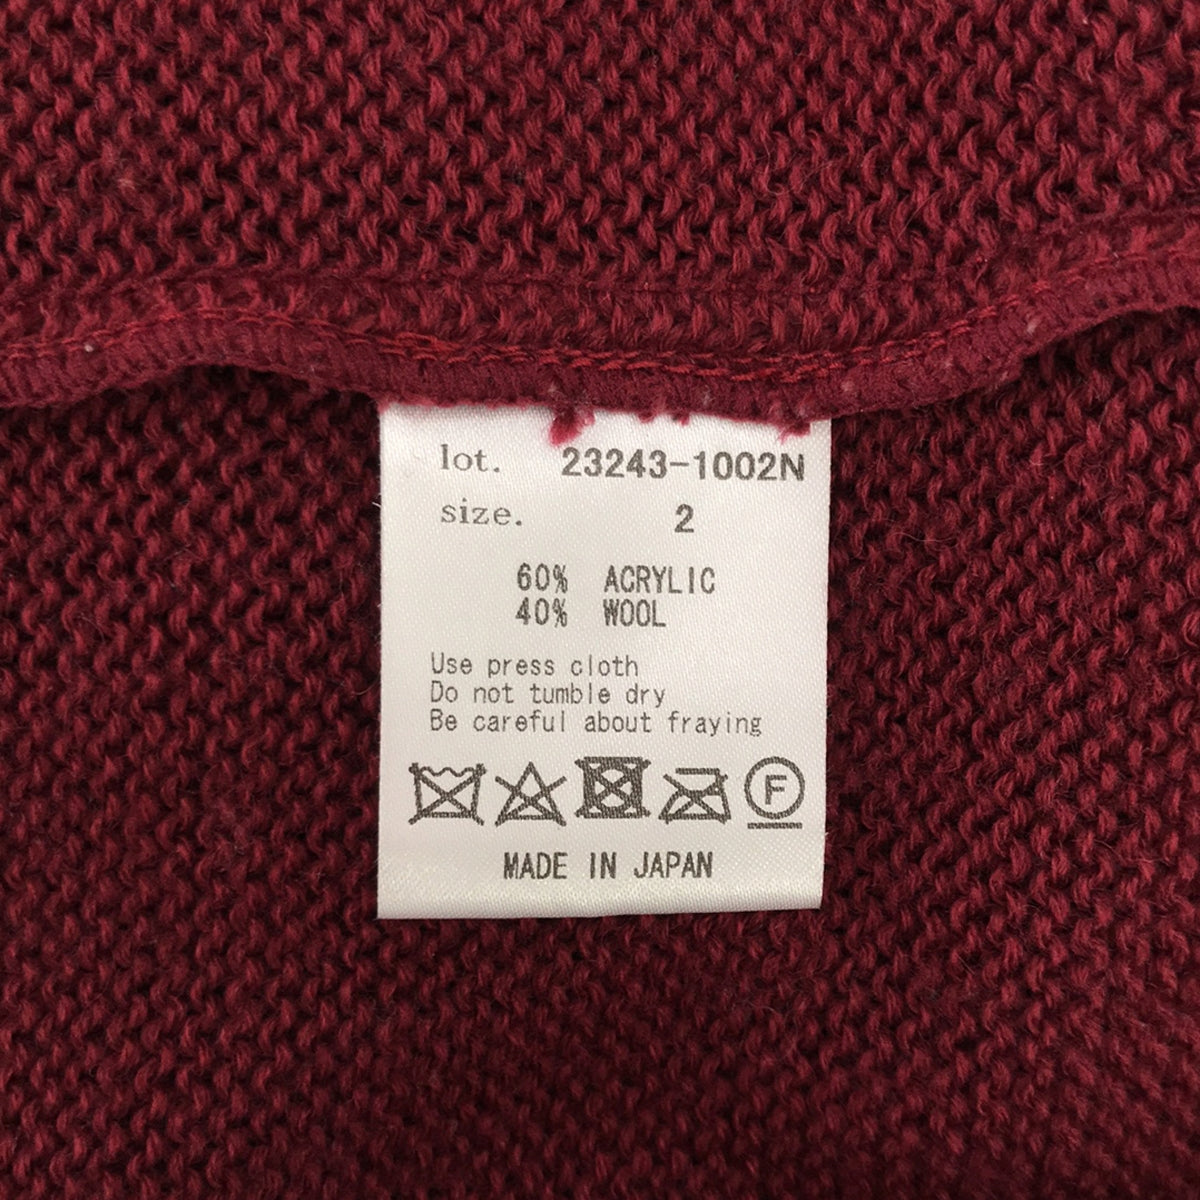 lot. 23243-1002N
size. 2
60% ACRYLIC
40% WOOL
Use press cloth
Do not tumble dry
Be careful about fraying
F
MADE IN JAPAN